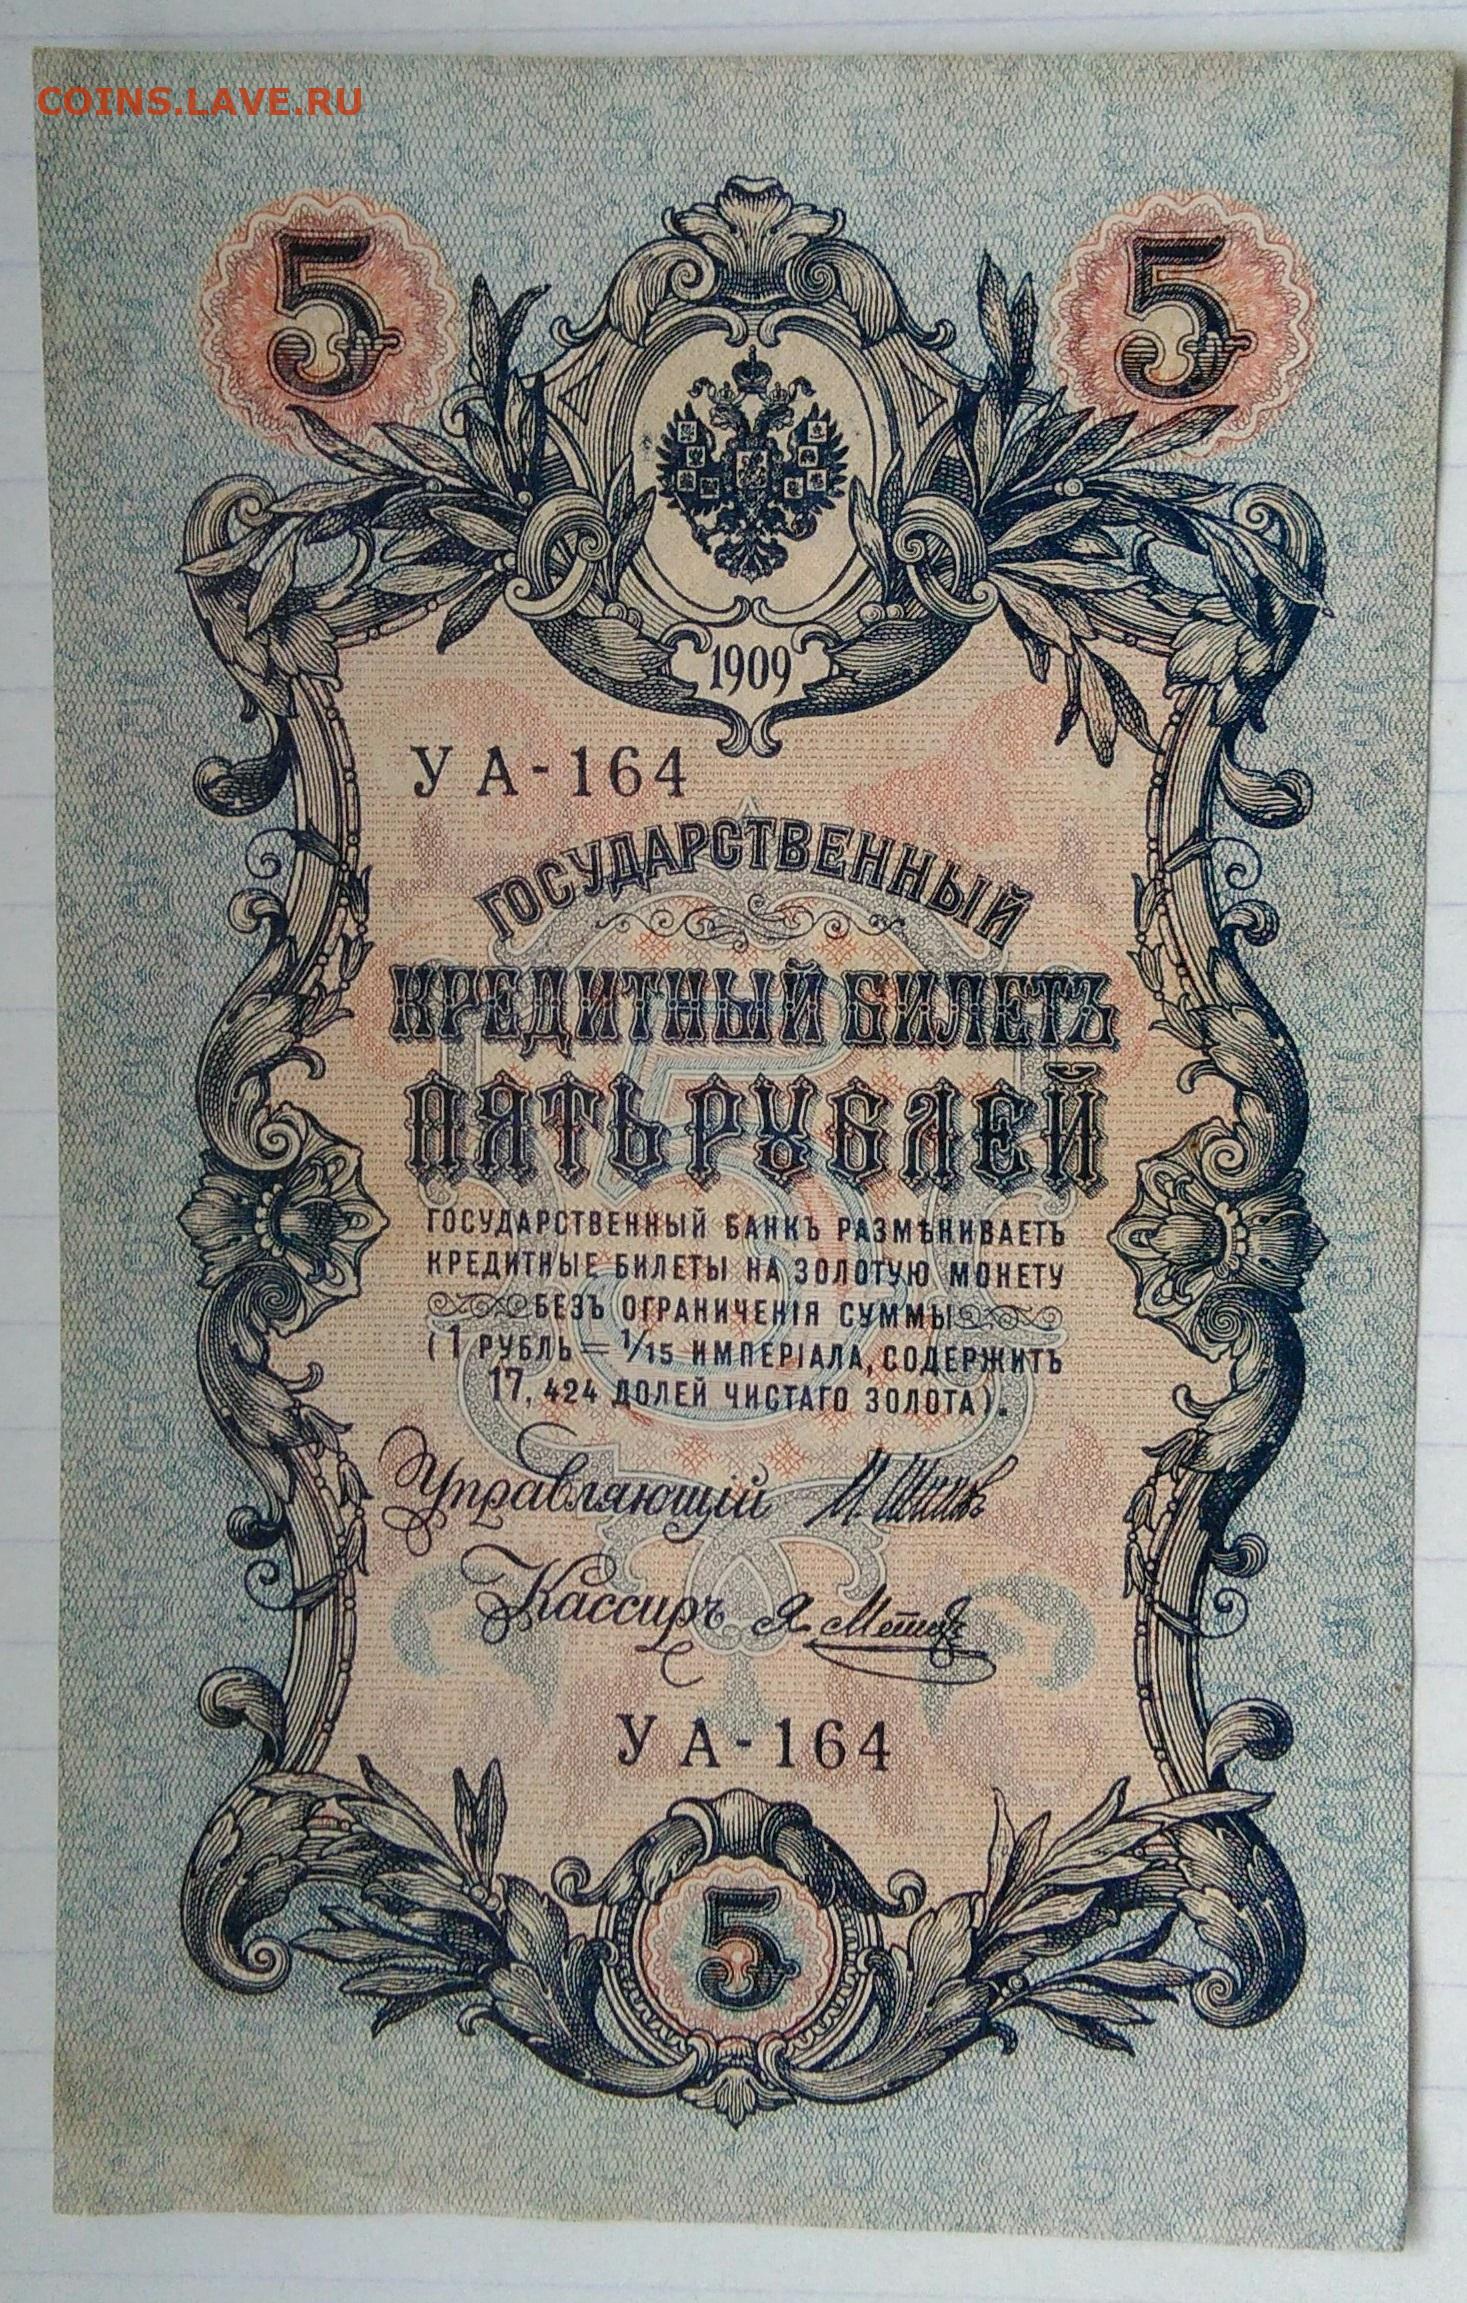 COINS.LAVE.RU
5 5
1909
УА-164
ГОСУДАРСТВЕННЫЙ
КРЕДИТНЫЙ БИЛЕТЪ
ПЯТЬ РУБЛЕЙ
ГОСУДАРСТВЕННЫЙ БАНКЪ РАЗМѢНИВАЕТЪ
КРЕДИТНЫЕ БИЛЕТЫ НА ЗОЛОТУЮ МОНЕТУ
БЕЗЪ ОГРАНИЧЕНІЯ СУММЫ
(1 РУБЛЬ = 1/15 ИМПЕРІАЛА, СОДЕРЖИТЪ
17,424 ДОЛЕЙ ЧИСТАГО ЗОЛОТА).
Управляющій И. Шиповъ
Кассиръ Я. Метцъ
УА-164
5